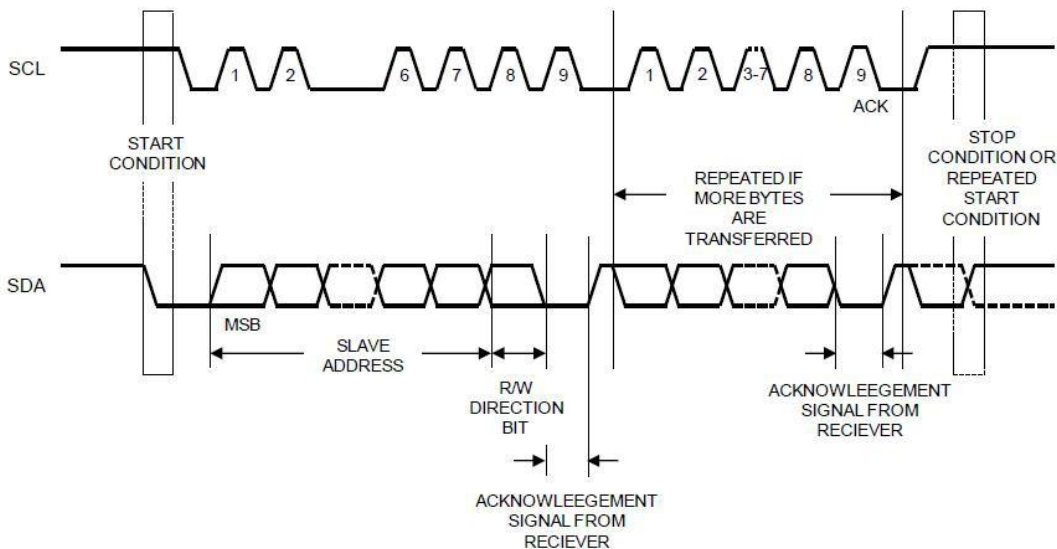 SCL
1 2 6 7 8 9 1 2 3-7 8 9
ACK
START
CONDITION
STOP
CONDITION OR
REPEATED
START
CONDITION
REPEATED IF
MORE BYTES
ARE
TRANSFERRED
SDA
MSB
SLAVE
ADDRESS
R/W
DIRECTION
BIT
ACKNOWLEEGEMENT
SIGNAL FROM
RECIEVER
ACKNOWLEEGEMENT
SIGNAL FROM
RECIEVER